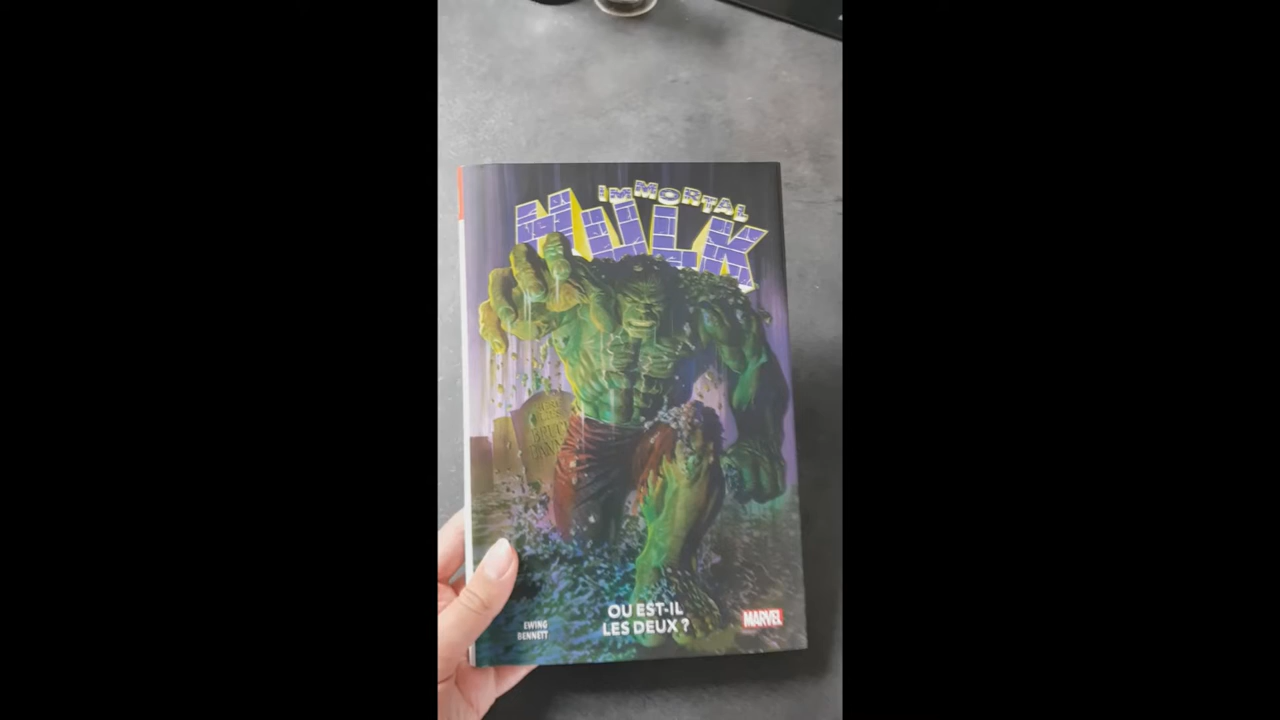 IMMORTAL
HULK
OU EST-IL
LES DEUX ?
EWING
BENNETT
MARVEL